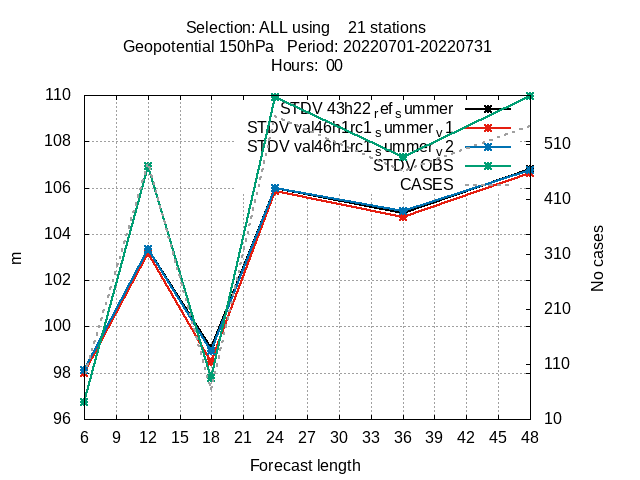 Selection: ALL using    21 stations
Geopotential 150hPa   Period: 20220701-20220731
Hours:  00
STDV 43h22ref_summer
STDV val46h1rc1_summer_v1
STDV val46h1rc1_summer_v2
STDV OBS
CASES
110
108
106
104
102
100
98
96
m
510
410
310
210
110
10
No cases
6 9 12 15 18 21 24 27 30 33 36 39 42 45 48
Forecast length